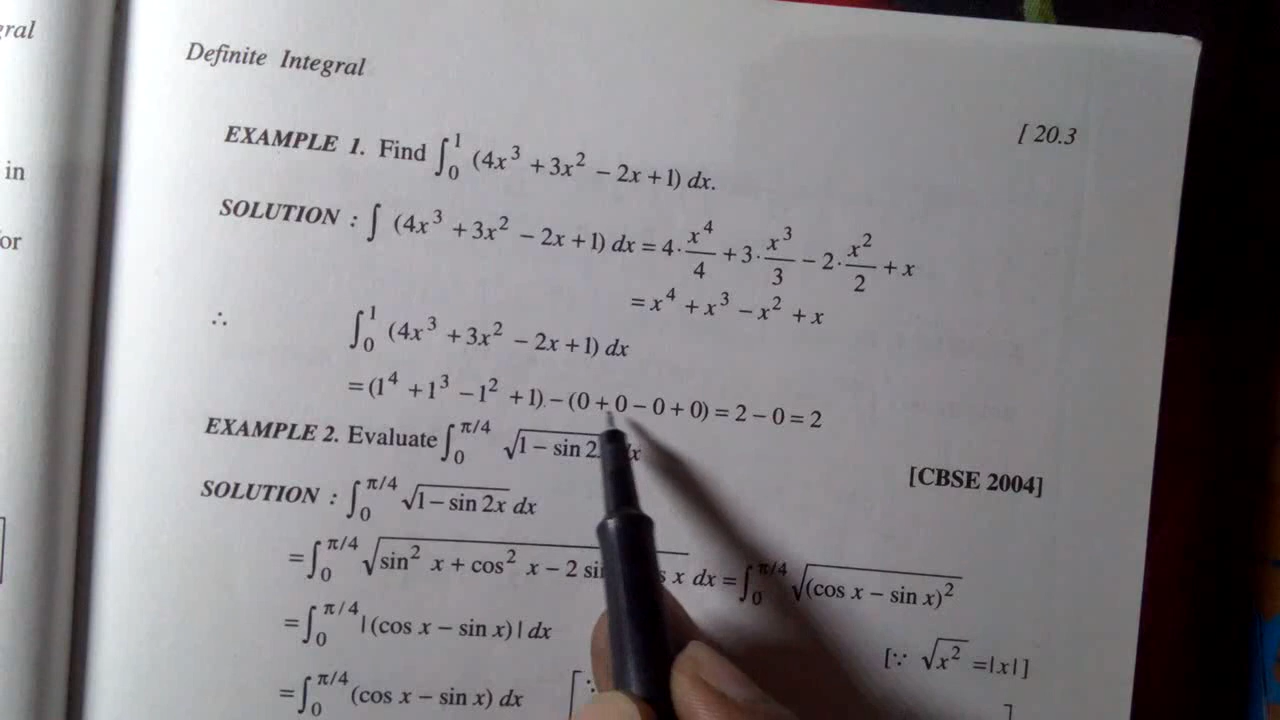 gral
in
for
Definite Integral
[ 20.3
EXAMPLE 1. Find ∫₀¹ (4x³ + 3x² − 2x + 1) dx.
SOLUTION : ∫ (4x³ + 3x² − 2x + 1) dx = 4 · x⁴/4 + 3 · x³/3 − 2 · x²/2 + x
= x⁴ + x³ − x² + x
∴ ∫₀¹ (4x³ + 3x² − 2x + 1) dx
= (1⁴ + 1³ − 1² + 1) − (0 + 0 − 0 + 0) = 2 − 0 = 2
EXAMPLE 2. Evaluate ∫₀^π/4 √(1 − sin 2 dx
[CBSE 2004]
SOLUTION : ∫₀^π/4 √(1 − sin 2x) dx
= ∫₀^π/4 √(sin² x + cos² x − 2 x) dx = ∫₀^π/4 √(cos x − sin x)²
= ∫₀^π/4 |(cos x − sin x)| dx
[∵ √x² = |x|]
= ∫₀^π/4 (cos x − sin x) dx [∵
]